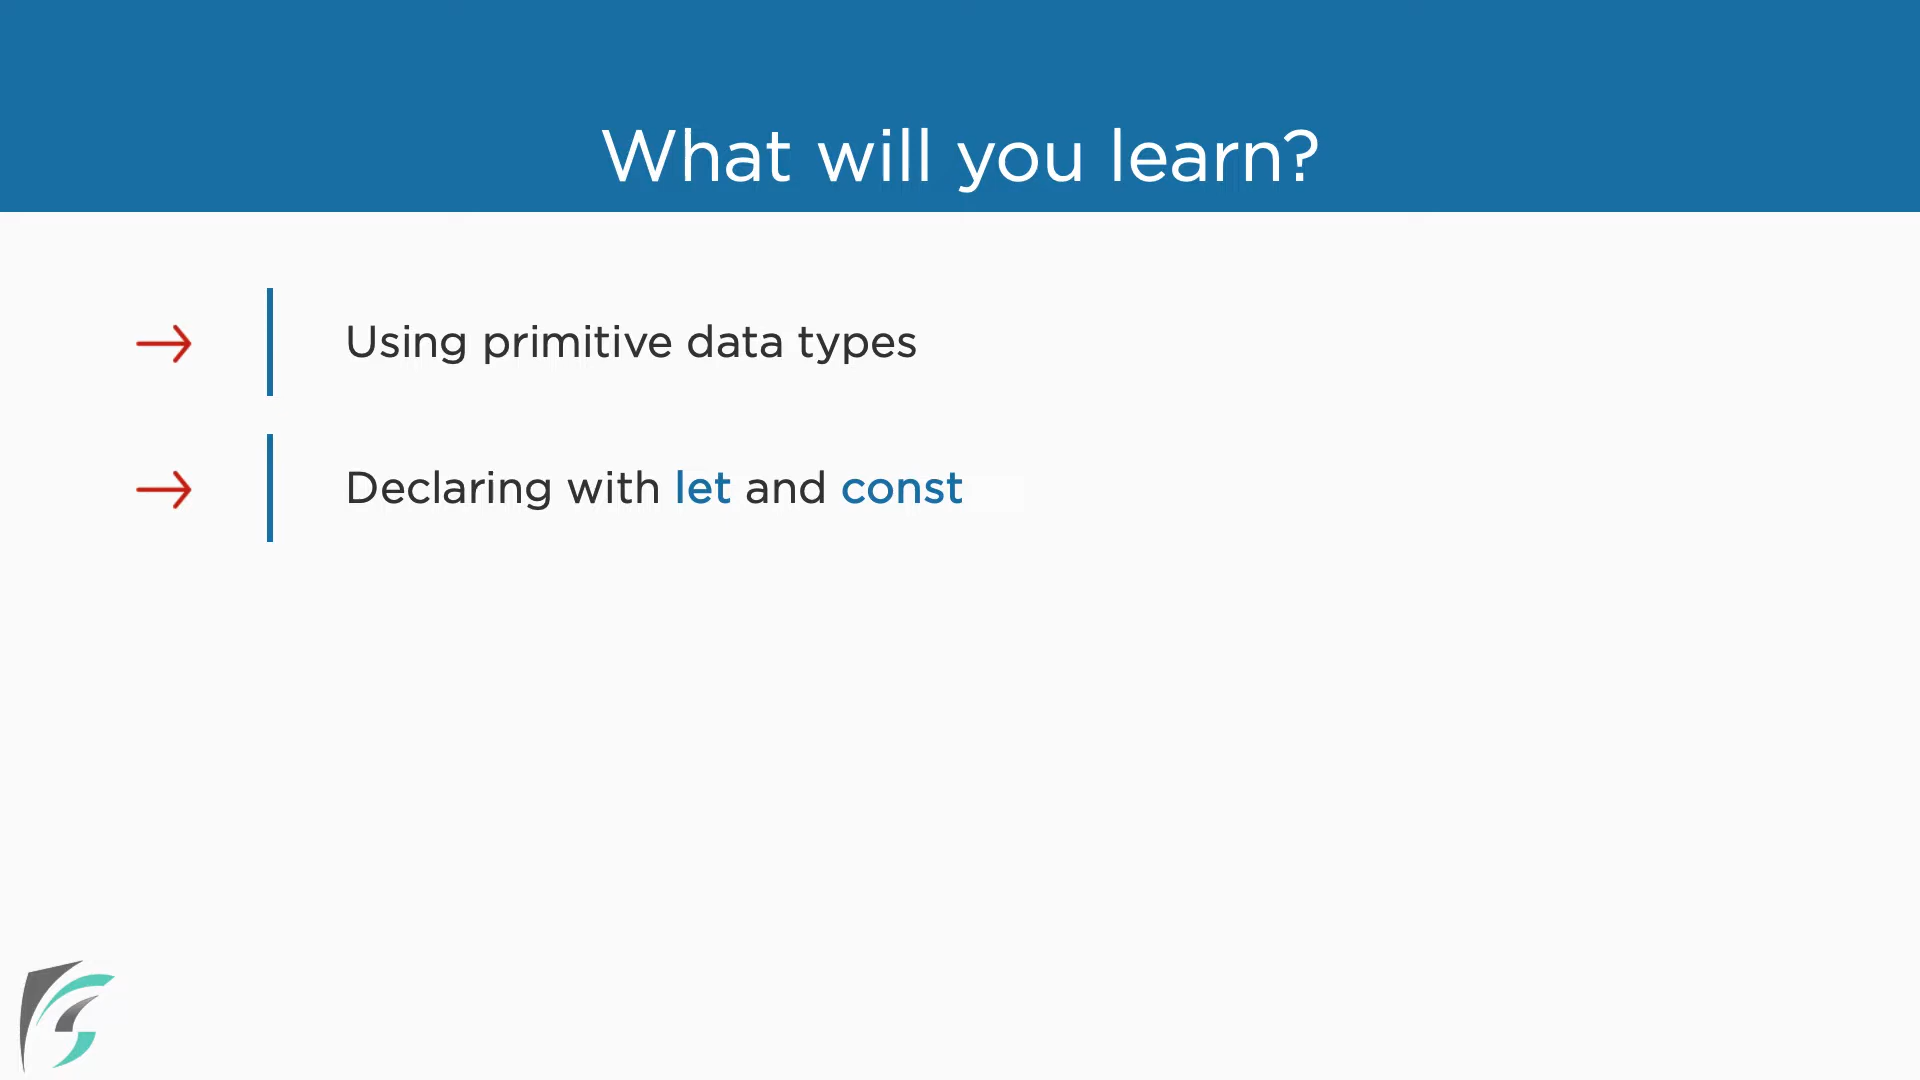 What will you learn?
Using primitive data types
Declaring with let and const